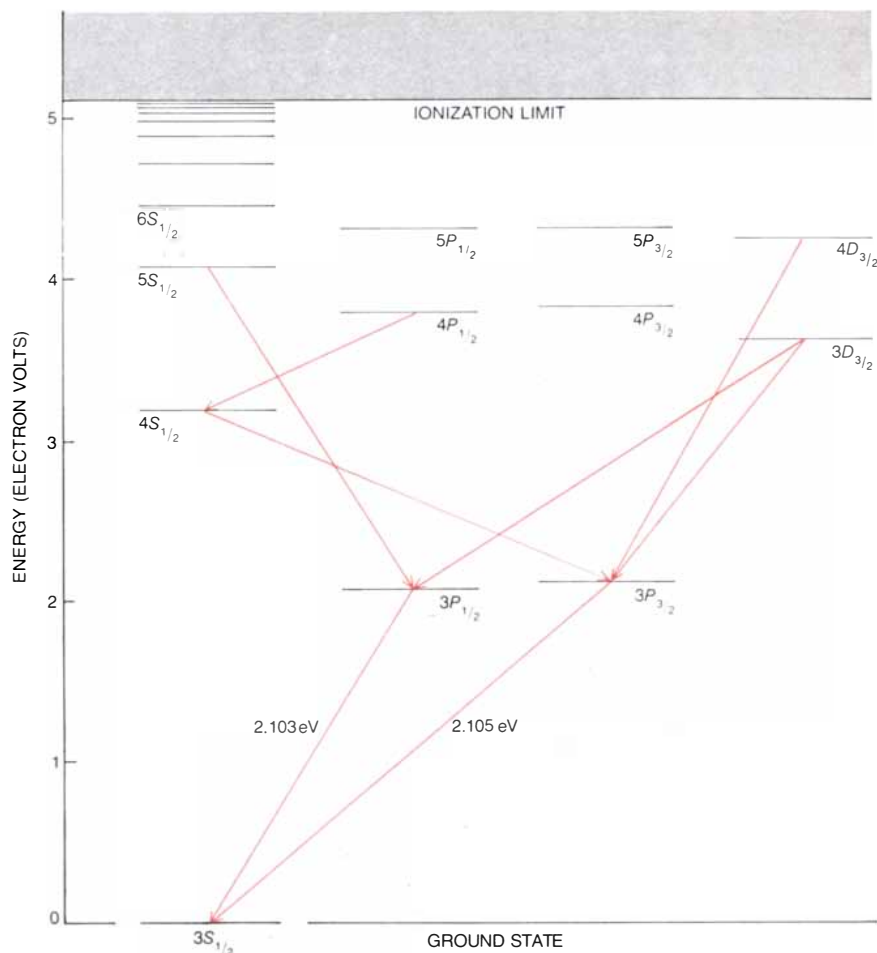 5
IONIZATION LIMIT
6S1/2
5P1/2
5P3/2
4D3/2
5S1/2
4
4P1/2
4P3/2
3D3/2
4S1/2
3
ENERGY (ELECTRON VOLTS)
2
3P1/2
3P3/2
2.103 eV
2.105 eV
1
0
3S1/2
GROUND STATE